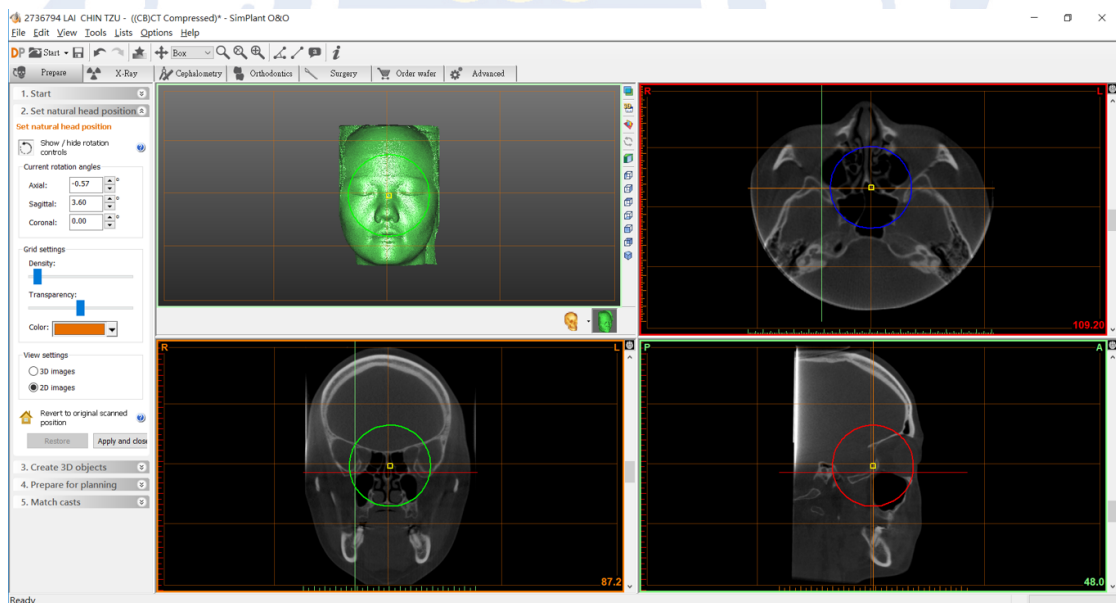 2736794 LAI CHIN TZU - ((CB)CT Compressed)* - SimPlant O&O
File Edit View Tools Lists Options Help
DP Start Box
Prepare X-Ray Cephalometry Orthodontics Surgery Order wafer Advanced
1. Start
2. Set natural head position
Set natural head position
Show / hide rotation
controls
Current rotation angles
Axial: -0.57 °
Sagittal: 3.60 °
Coronal: 0.00 °
Grid settings
Density:
Transparency:
Color:
View settings
3D images
2D images
Revert to original scanned
position
Restore Apply and close
3. Create 3D objects
4. Prepare for planning
5. Match casts
R L
109.20
R L
87.2
P A
48.0
Ready